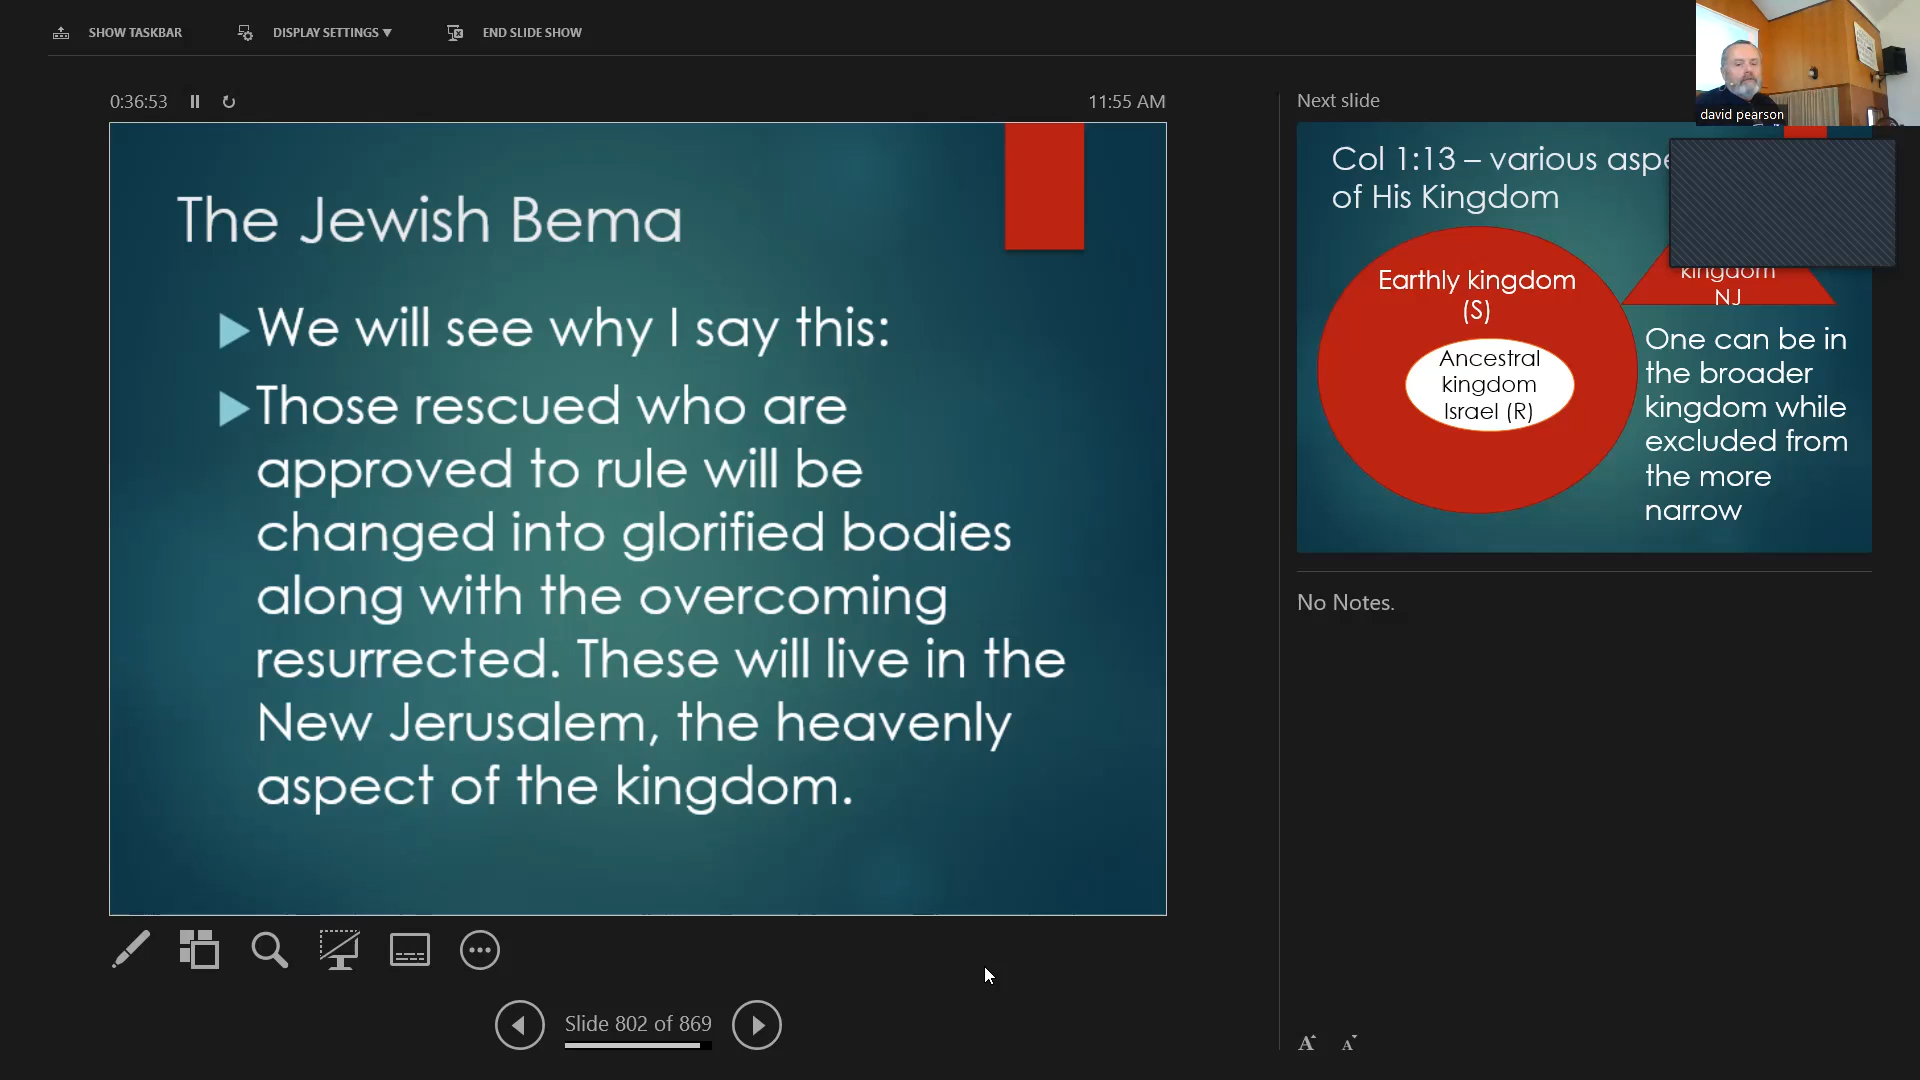 SHOW TASKBAR
DISPLAY SETTINGS ▼
END SLIDE SHOW
0:36:53
11:55 AM
The Jewish Bema
We will see why I say this:
Those rescued who are
approved to rule will be
changed into glorified bodies
along with the overcoming
resurrected. These will live in the
New Jerusalem, the heavenly
aspect of the kingdom.
Slide 802 of 869
Next slide
david pearson
Col 1:13 – various
of His Kingdom
Earthly kingdom
(S)
Ancestral
kingdom
Israel (R)
kingdom
NJ
One can be in
the broader
kingdom while
excluded from
the more
narrow
No Notes.
A A